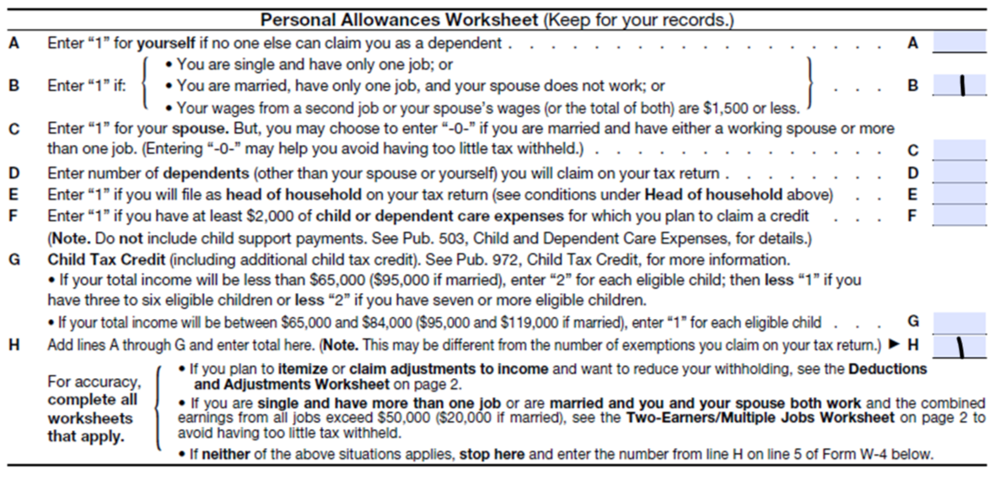 Personal Allowances Worksheet (Keep for your records.)
A Enter “1” for yourself if no one else can claim you as a dependent . . . . . . . . . . . . . . . . . . A
• You are single and have only one job; or
B Enter “1” if: • You are married, have only one job, and your spouse does not work; or . . . B 1
• Your wages from a second job or your spouse’s wages (or the total of both) are $1,500 or less.
C Enter “1” for your spouse. But, you may choose to enter “-0-” if you are married and have either a working spouse or more
than one job. (Entering “-0-” may help you avoid having too little tax withheld.) . . . . . . . . . . . . . . C
D Enter number of dependents (other than your spouse or yourself) you will claim on your tax return . . . . . . . . D
E Enter “1” if you will file as head of household on your tax return (see conditions under Head of household above) . . E
F Enter “1” if you have at least $2,000 of child or dependent care expenses for which you plan to claim a credit . . . F
(Note. Do not include child support payments. See Pub. 503, Child and Dependent Care Expenses, for details.)
G Child Tax Credit (including additional child tax credit). See Pub. 972, Child Tax Credit, for more information.
• If your total income will be less than $65,000 ($95,000 if married), enter “2” for each eligible child; then less “1” if you
have three to six eligible children or less “2” if you have seven or more eligible children.
• If your total income will be between $65,000 and $84,000 ($95,000 and $119,000 if married), enter “1” for each eligible child . . . G
H Add lines A through G and enter total here. (Note. This may be different from the number of exemptions you claim on your tax return.) ► H 1
For accuracy,
complete all
worksheets
that apply.
• If you plan to itemize or claim adjustments to income and want to reduce your withholding, see the Deductions
and Adjustments Worksheet on page 2.
• If you are single and have more than one job or are married and you and your spouse both work and the combined
earnings from all jobs exceed $50,000 ($20,000 if married), see the Two-Earners/Multiple Jobs Worksheet on page 2 to
avoid having too little tax withheld.
• If neither of the above situations applies, stop here and enter the number from line H on line 5 of Form W-4 below.